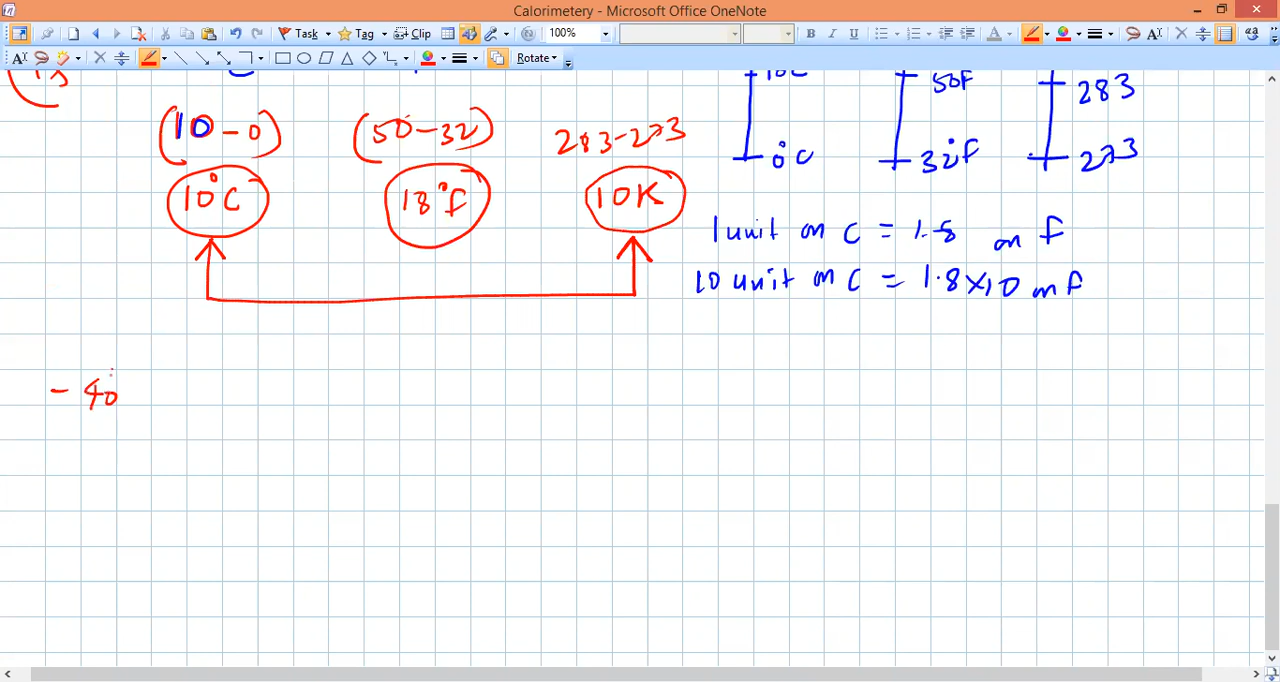 Calorimetery - Microsoft Office OneNote
Task Tag Clip 100% B I U
Rotate
(10 - 0) (50 - 32) 283 - 273
10°C 18°F 10K
10C 50F 283
0°C 32°F 273
1 unit on C = 1.8 on F
10 unit on C = 1.8 × 10 on F
- 40